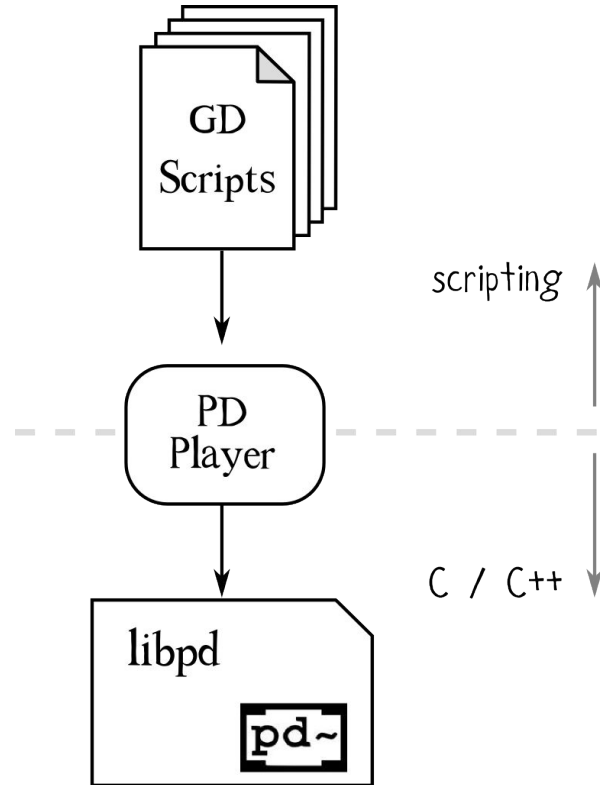 GD
Scripts
scripting
PD
Player
C / C++
libpd
pd~